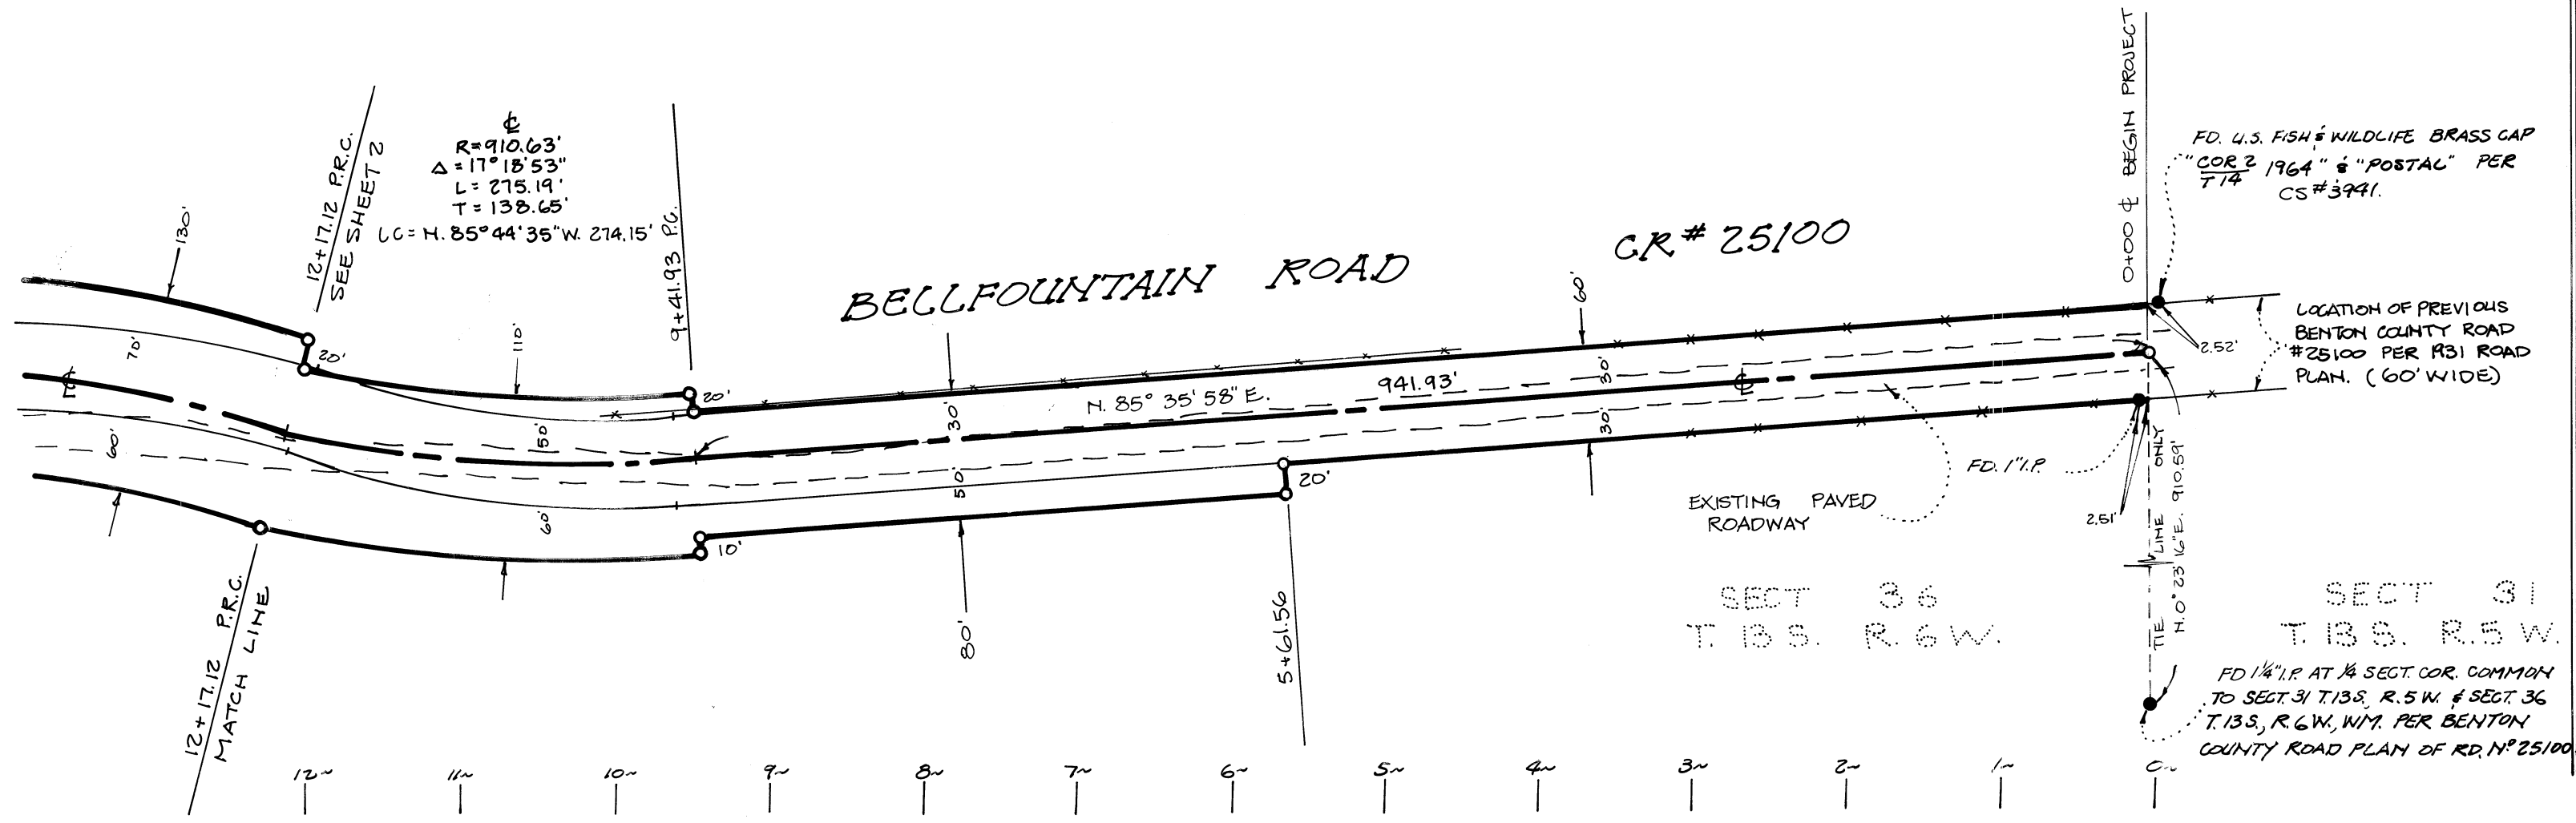 ℄
R=910.63'
Δ=17°18'53"
L=275.19'
T=138.65'
LC=N.85°44'35"W. 274.15'
12+17.12 P.R.C.
SEE SHEET 2
9+41.93 P.C.
130'
110'
70'
20'
20'
BELLFOUNTAIN ROAD
CR# 25100
60'
0+00 ℄ BEGIN PROJECT
FD. U.S. FISH & WILDLIFE BRASS CAP
"COR 2 1964" & "POSTAL" PER
T 14
CS #3941.
LOCATION OF PREVIOUS
BENTON COUNTY ROAD
#25100 PER 1931 ROAD
PLAN. (60' WIDE)
2.52'
N. 85° 35' 58" E.
941.93'
℄
℄
30'
30'
30'
50'
50'
60'
60'
20'
10'
80'
5+61.56
EXISTING PAVED
ROADWAY
FD. 1" I.P.
2.51'
TIE LINE ONLY
N.0°23'16"E. 910.59'
12+17.12 P.R.C.
MATCH LINE
SECT 36
T. 13 S. R. 6 W.
SECT 31
T. 13 S. R. 5 W.
FD 1¼" I.P. AT ¼ SECT. COR. COMMON
TO SECT. 31 T.13S. R.5W. & SECT. 36
T.13S., R.6W., WM. PER BENTON
COUNTY ROAD PLAN OF RD. Nº 25100
12~ 11~ 10~ 9~ 8~ 7~ 6~ 5~ 4~ 3~ 2~ 1~ 0~